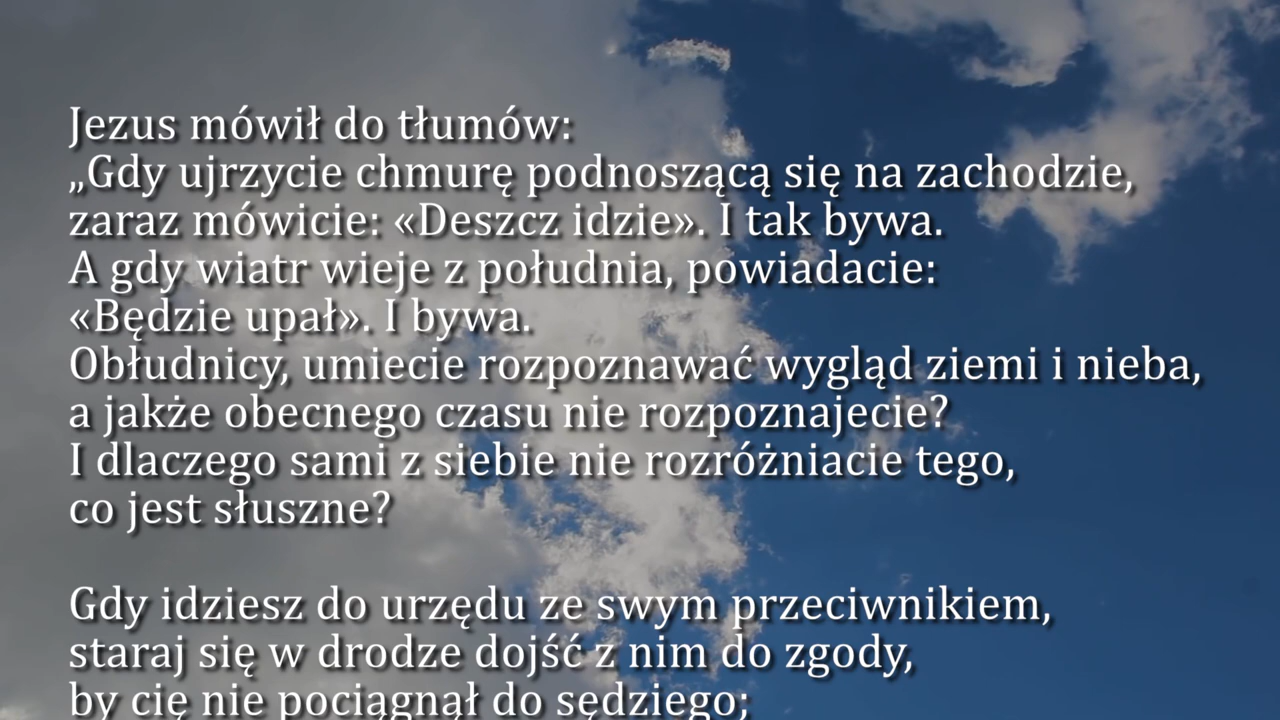 Jezus mówił do tłumów:
„Gdy ujrzycie chmurę podnoszącą się na zachodzie,
zaraz mówicie: «Deszcz idzie». I tak bywa.
A gdy wiatr wieje z południa, powiadacie:
«Będzie upał». I bywa.
Obłudnicy, umiecie rozpoznawać wygląd ziemi i nieba,
a jakże obecnego czasu nie rozpoznajecie?
I dlaczego sami z siebie nie rozróżniacie tego,
co jest słuszne?
Gdy idziesz do urzędu ze swym przeciwnikiem,
staraj się w drodze dojść z nim do zgody,
by cię nie pociągnął do sędziego;